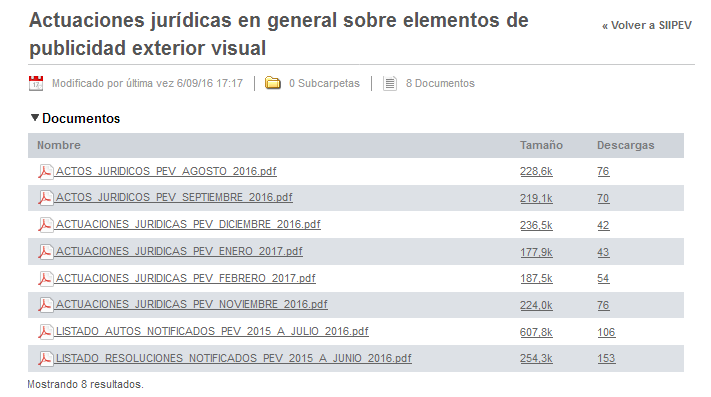 Actuaciones jurídicas en general sobre elementos de
publicidad exterior visual
« Volver a SIIPEV
Modificado por última vez 6/09/16 17:17 0 Subcarpetas 8 Documentos
Documentos
Nombre Tamaño Descargas
ACTOS_JURIDICOS_PEV_AGOSTO_2016.pdf 228,6k 76
ACTOS_JURIDICOS_PEV_SEPTIEMBRE_2016.pdf 219,1k 70
ACTUACIONES_JURIDICAS_PEV_DICIEMBRE_2016.pdf 236,5k 42
ACTUACIONES_JURIDICAS_PEV_ENERO_2017.pdf 177,9k 43
ACTUACIONES_JURIDICAS_PEV_FEBRERO_2017.pdf 187,5k 54
ACTUACIONES_JURIDICAS_PEV_NOVIEMBRE_2016.pdf 224,0k 76
LISTADO_AUTOS_NOTIFICADOS_PEV_2015_A_JULIO_2016.pdf 607,8k 106
LISTADO_RESOLUCIONES_NOTIFICADOS_PEV_2015_A_JUNIO_2016.pdf 254,3k 153
Mostrando 8 resultados.